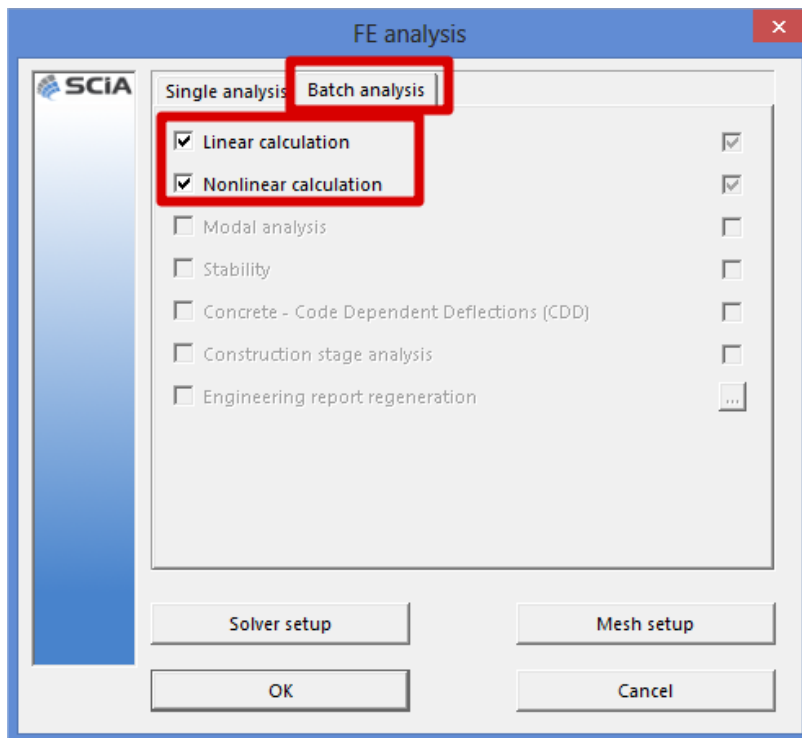 FE analysis
SCiA
Single analysis
Batch analysis
Linear calculation
Nonlinear calculation
Modal analysis
Stability
Concrete - Code Dependent Deflections (CDD)
Construction stage analysis
Engineering report regeneration
...
Solver setup
Mesh setup
OK
Cancel